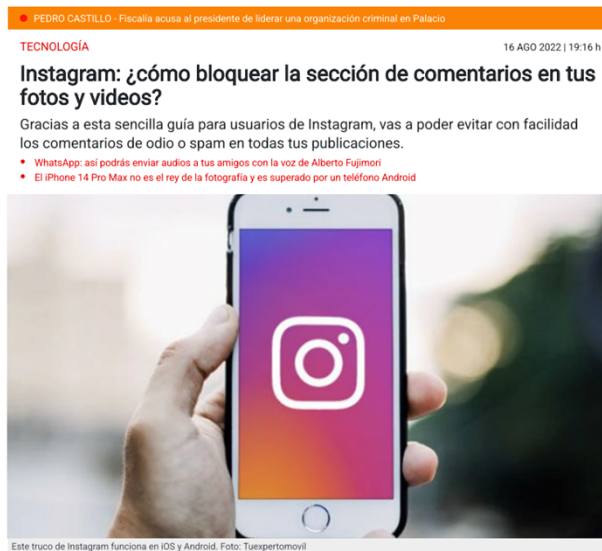 PEDRO CASTILLO - Fiscalía acusa al presidente de liderar una organización criminal en Palacio
TECNOLOGÍA
16 AGO 2022 | 19:16 h
Instagram: ¿cómo bloquear la sección de comentarios en tus
fotos y videos?
Gracias a esta sencilla guía para usuarios de Instagram, vas a poder evitar con facilidad
los comentarios de odio o spam en todas tus publicaciones.
WhatsApp: así podrás enviar audios a tus amigos con la voz de Alberto Fujimori
El iPhone 14 Pro Max no es el rey de la fotografía y es superado por un teléfono Android
Este truco de Instagram funciona en iOS y Android. Foto: Tuexpertomovil